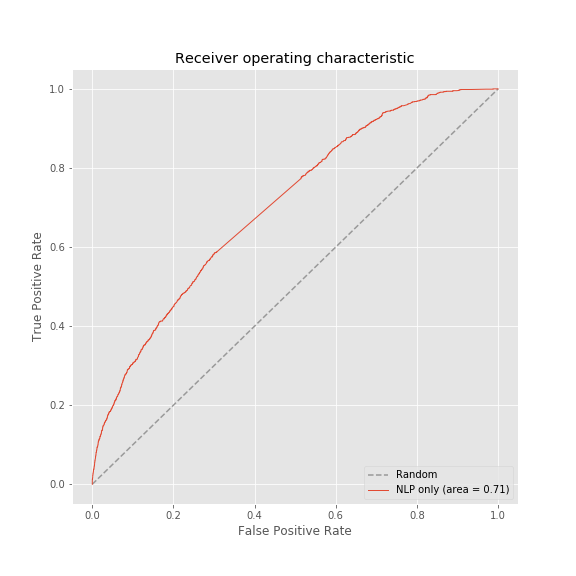 Receiver operating characteristic
True Positive Rate
1.0
0.8
0.6
0.4
0.2
0.0
Random
NLP only (area = 0.71)
0.0 0.2 0.4 0.6 0.8 1.0
False Positive Rate